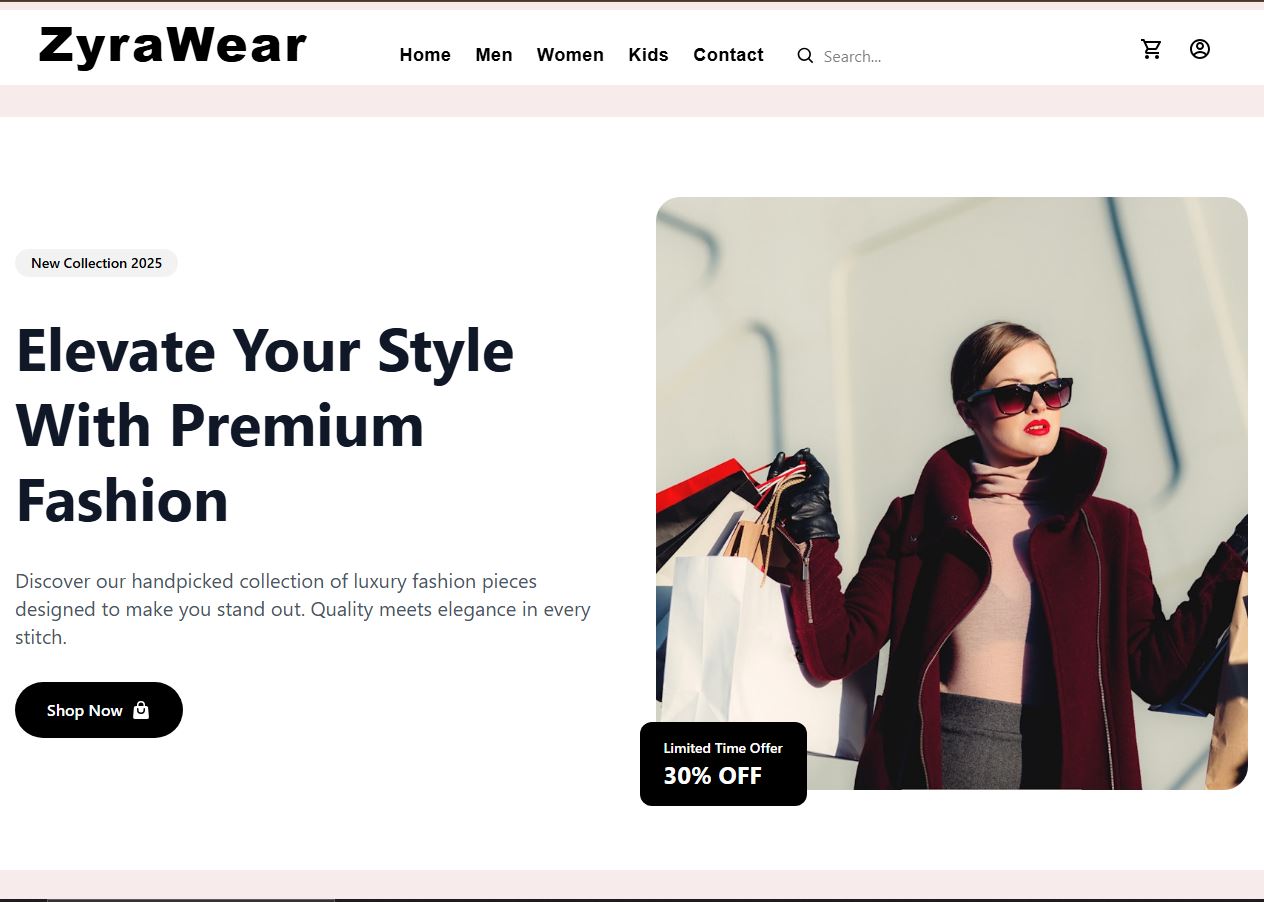 ZyraWear
Home Men Women Kids Contact Search...
New Collection 2025
Elevate Your Style
With Premium
Fashion
Discover our handpicked collection of luxury fashion pieces
designed to make you stand out. Quality meets elegance in every
stitch.
Shop Now
Limited Time Offer
30% OFF